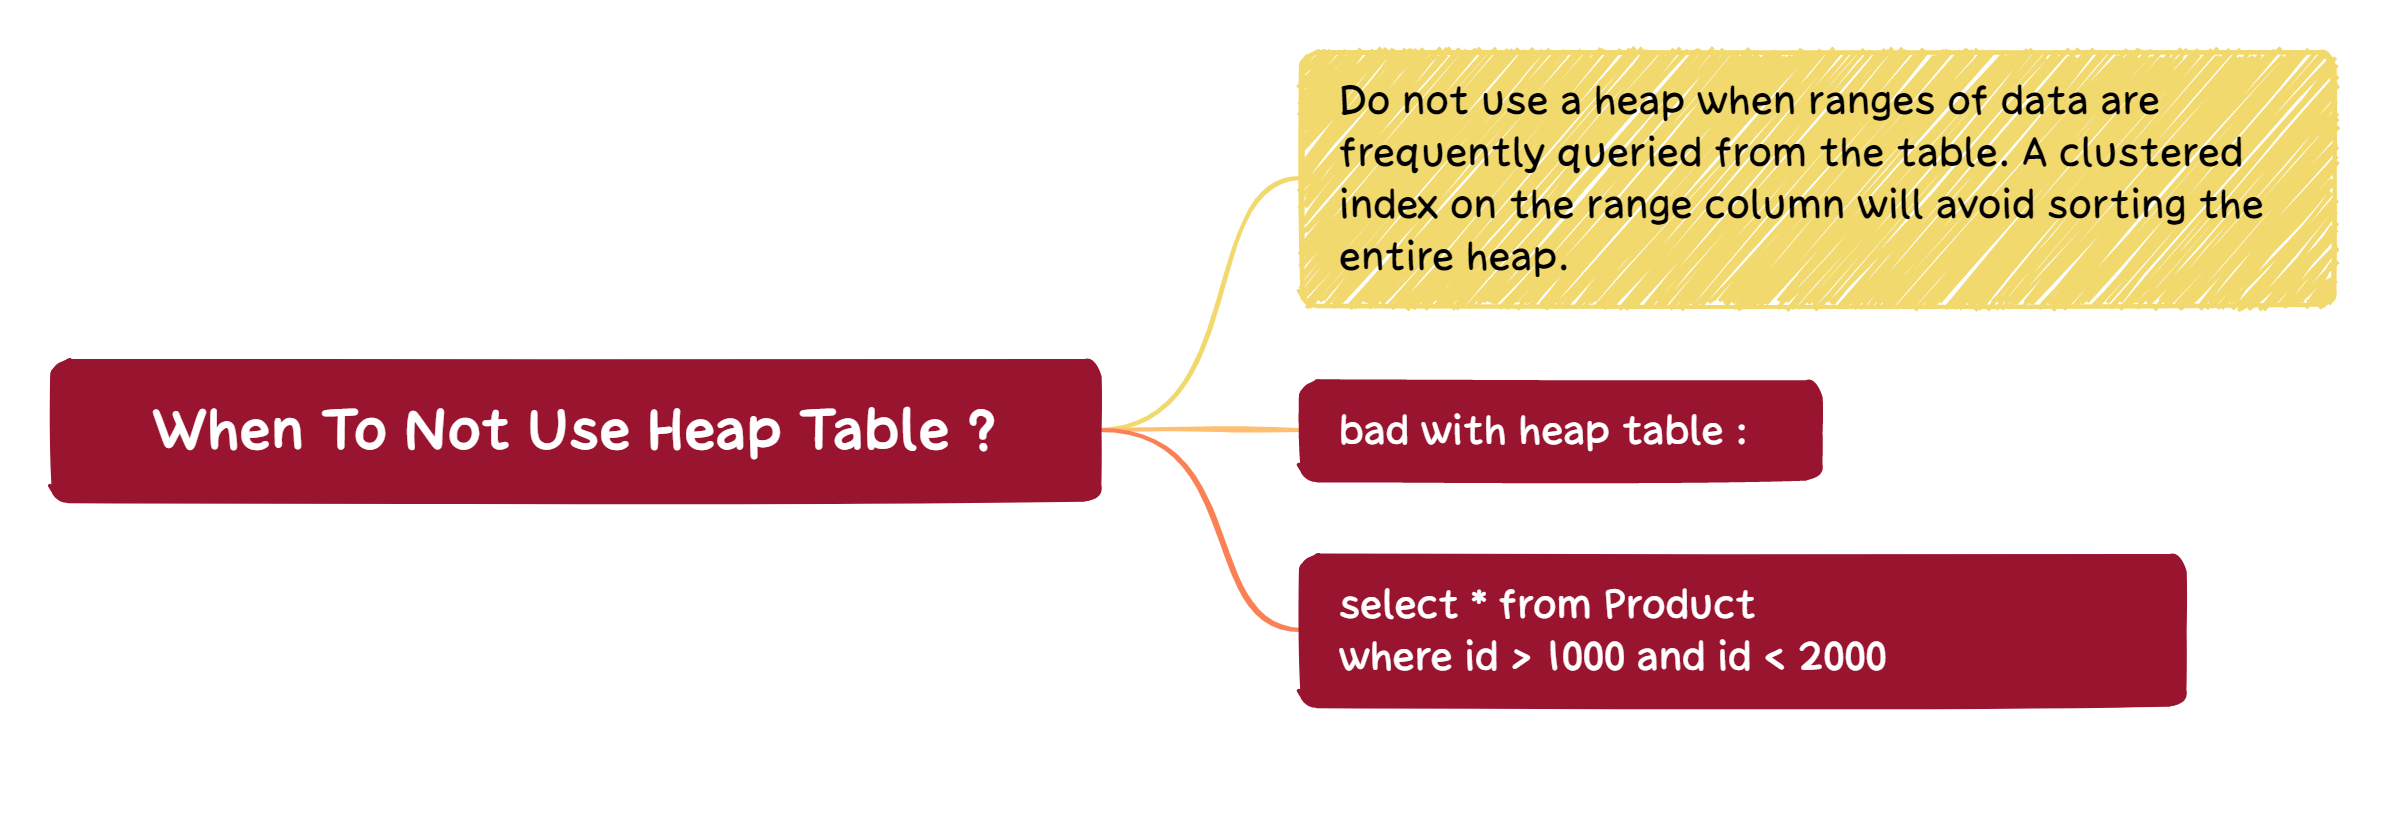 When To Not Use Heap Table ?
Do not use a heap when ranges of data are
frequently queried from the table. A clustered
index on the range column will avoid sorting the
entire heap.
bad with heap table :
select * from Product
where id > 1000 and id < 2000